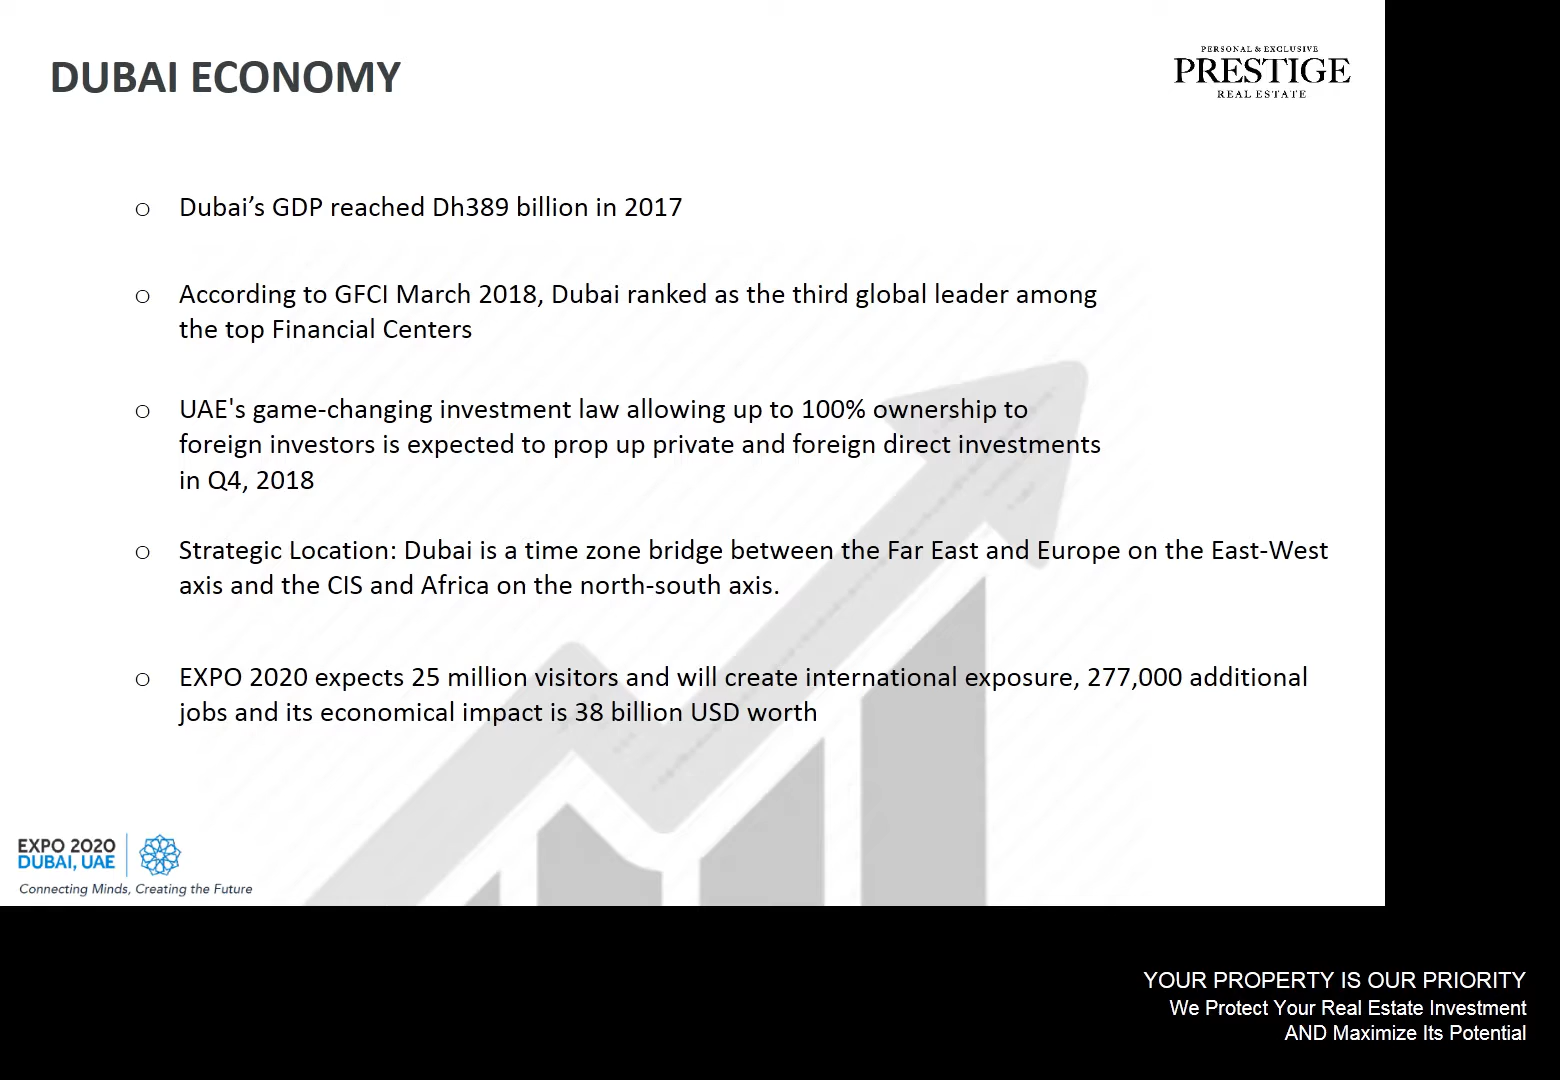 DUBAI ECONOMY
PERSONAL & EXCLUSIVE
PRESTIGE
REAL ESTATE
o Dubai’s GDP reached Dh389 billion in 2017
o According to GFCI March 2018, Dubai ranked as the third global leader among
the top Financial Centers
o UAE's game-changing investment law allowing up to 100% ownership to
foreign investors is expected to prop up private and foreign direct investments
in Q4, 2018
o Strategic Location: Dubai is a time zone bridge between the Far East and Europe on the East-West
axis and the CIS and Africa on the north-south axis.
o EXPO 2020 expects 25 million visitors and will create international exposure, 277,000 additional
jobs and its economical impact is 38 billion USD worth
EXPO 2020
DUBAI, UAE
Connecting Minds, Creating the Future
YOUR PROPERTY IS OUR PRIORITY
We Protect Your Real Estate Investment
AND Maximize Its Potential